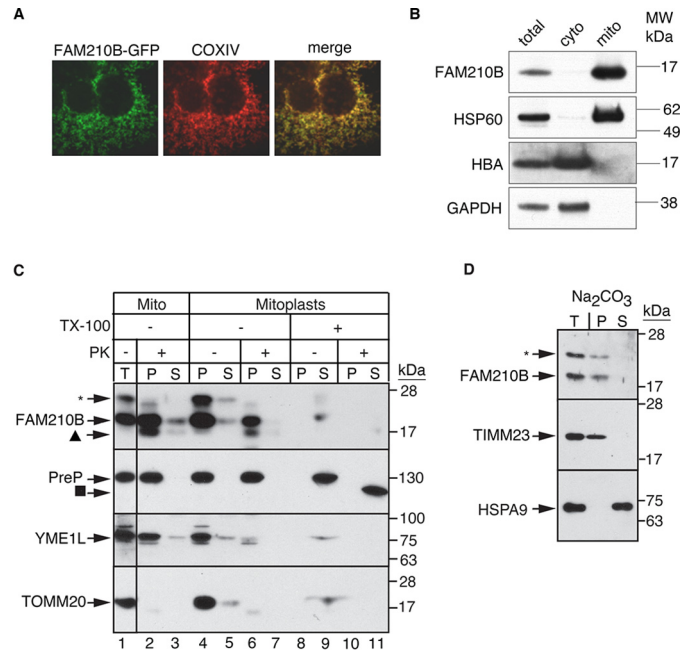 A
FAM210B-GFP COXIV merge
B
total cyto mito MW
kDa
FAM210B 17
HSP60 62
49
HBA 17
GAPDH 38
C
Mito Mitoplasts
TX-100 - - +
PK - + - + - +
T P S P S P S P S P S kDa
* 28
FAM210B
▲ 17
PreP 130
■
100
YME1L 75
63
28
TOMM20 17
1 2 3 4 5 6 7 8 9 10 11
D
Na2CO3
T P S kDa
28
*
FAM210B 17
28
TIMM23
17
HSPA9 75
63